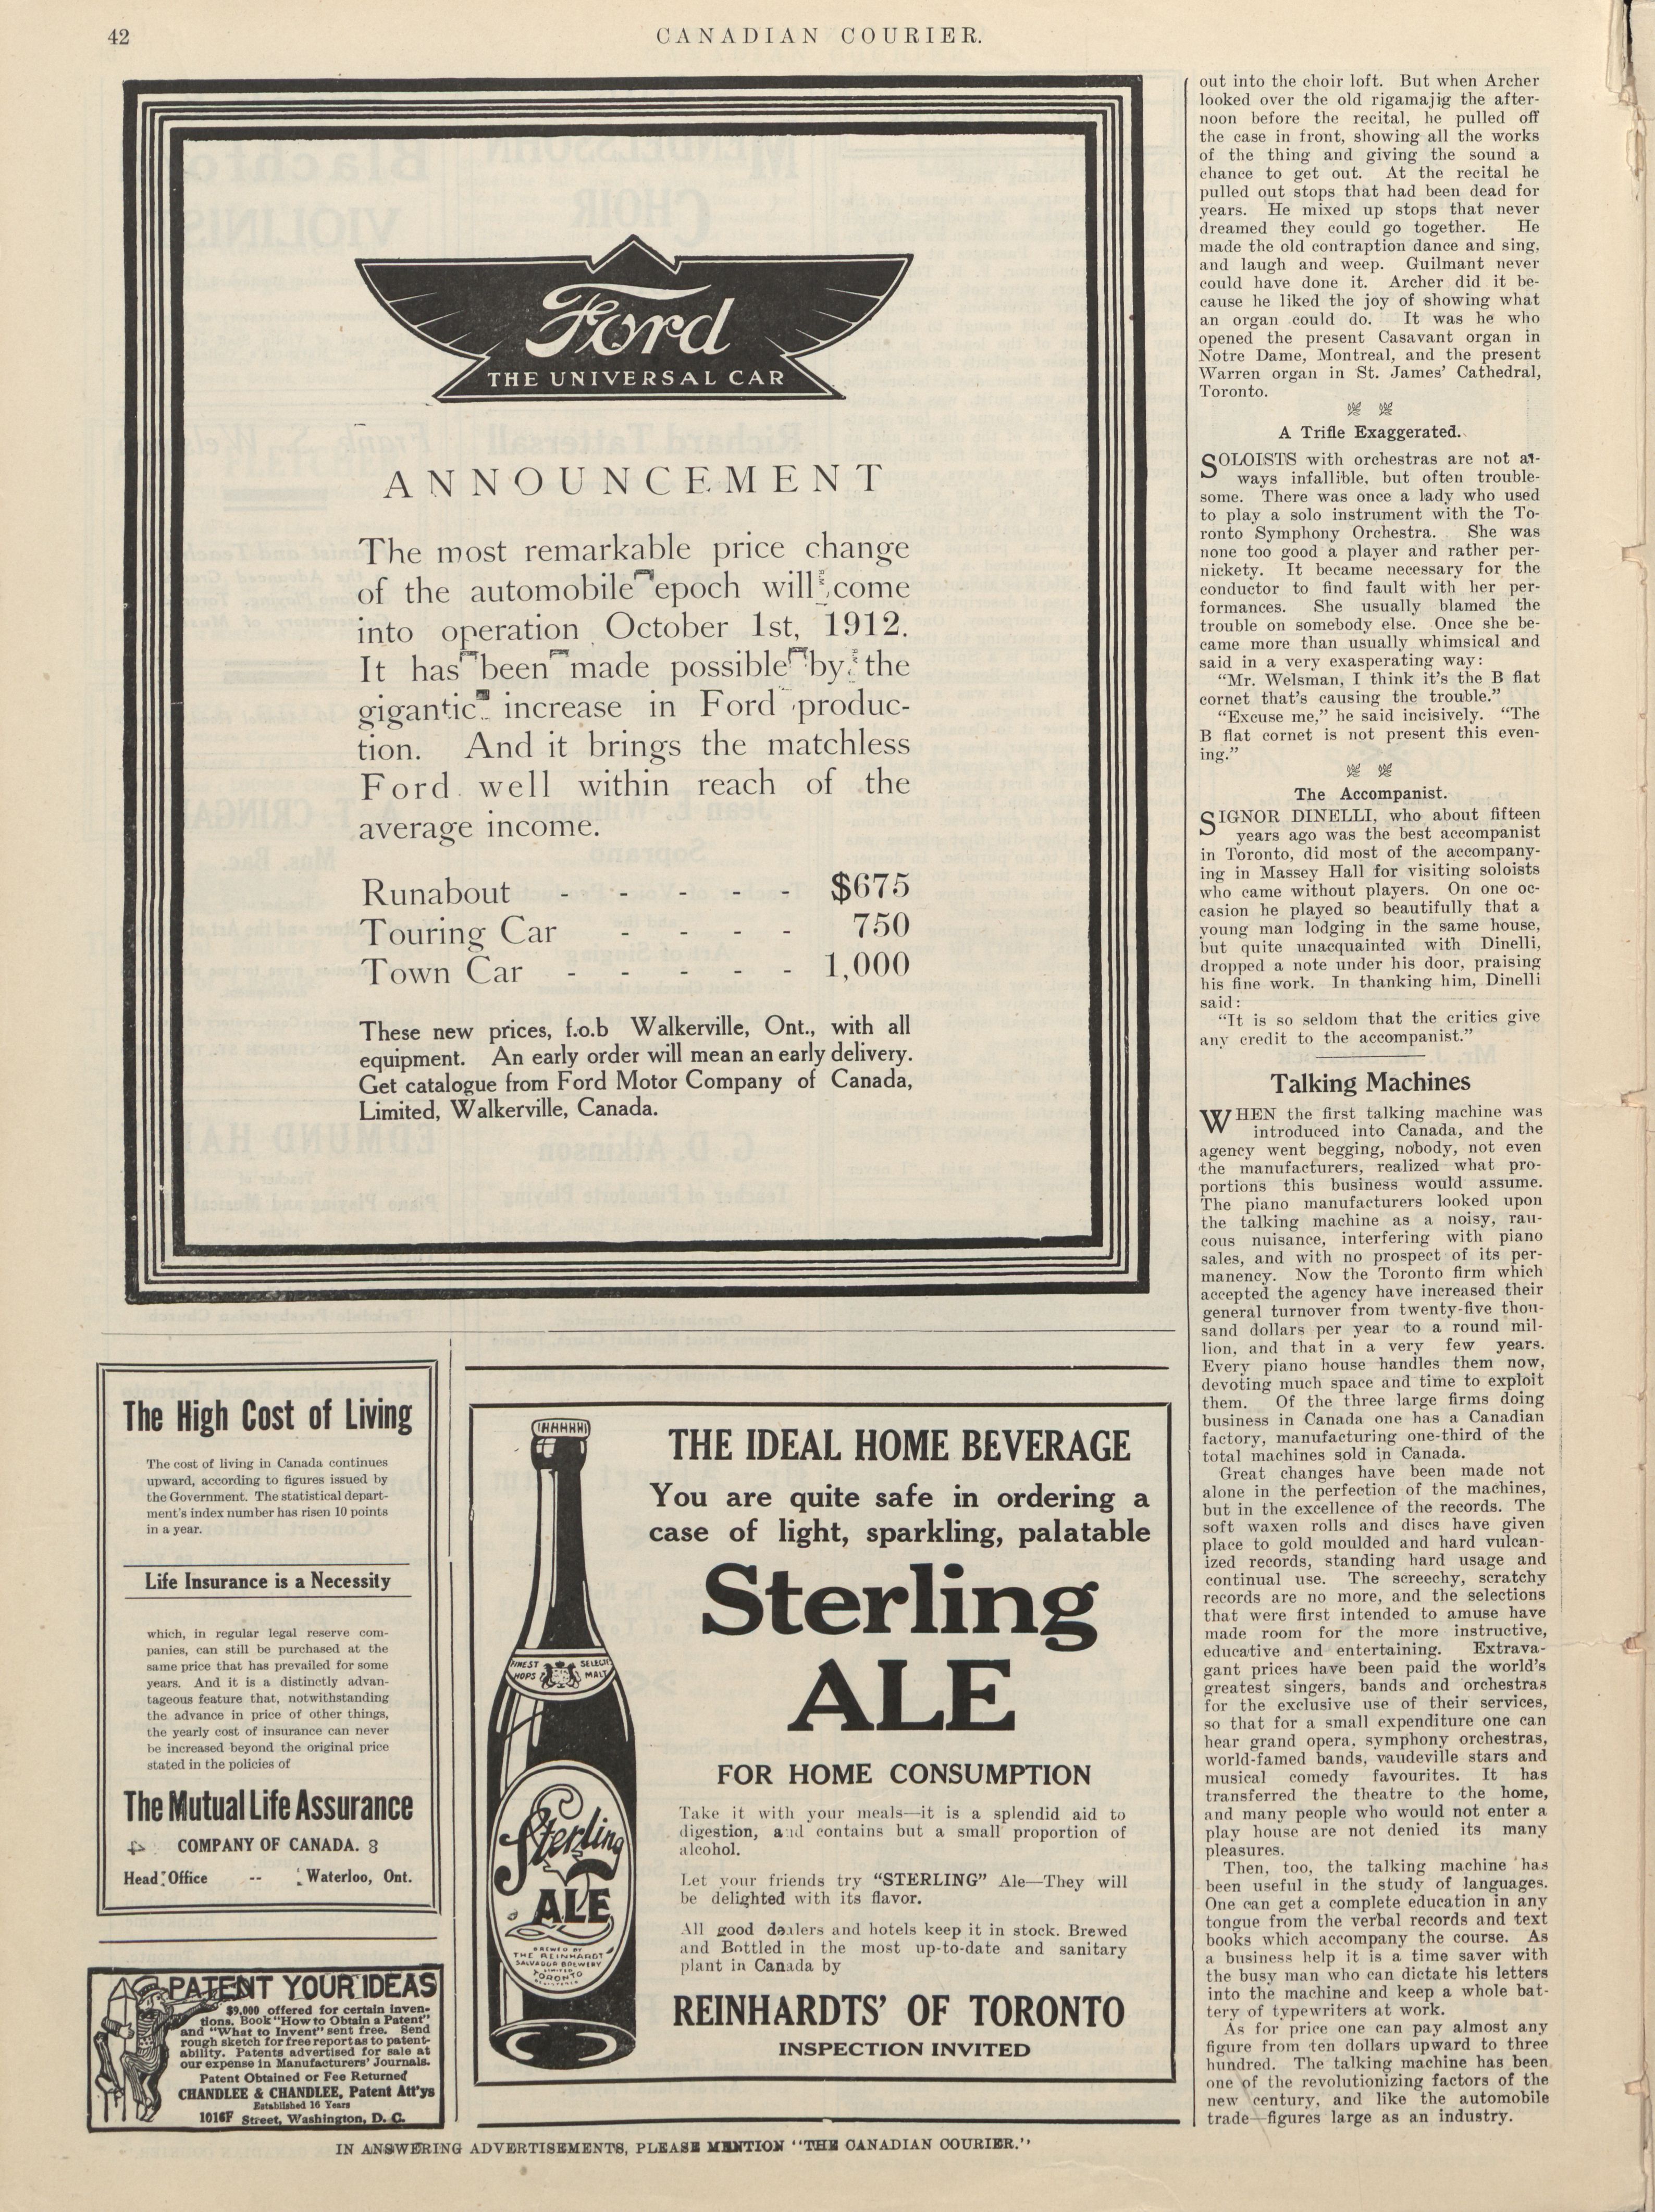 42
CANADIAN COURIER.
Ford
THE UNIVERSAL CAR
ANNOUNCEMENT
The most remarkable price change
of the automobile epoch will come
into operation October 1st, 1912.
It has been made possible by the
gigantic increase in Ford produc-
tion. And it brings the matchless
Ford well within reach of the
average income.
Runabout - - - - - $675
Touring Car - - - - 750
Town Car - - - - - 1,000
These new prices, f.o.b Walkerville, Ont., with all
equipment. An early order will mean an early delivery.
Get catalogue from Ford Motor Company of Canada,
Limited, Walkerville, Canada.
The High Cost of Living
The cost of living in Canada continues
upward, according to figures issued by
the Government. The statistical depart-
ment's index number has risen 10 points
in a year.
Life Insurance is a Necessity
which, in regular legal reserve com-
panies, can still be purchased at the
same price that has prevailed for some
years. And it is a distinctly advan-
tageous feature that, notwithstanding
the advance in price of other things,
the yearly cost of insurance can never
be increased beyond the original price
stated in the policies of
The Mutual Life Assurance
COMPANY OF CANADA. 3
Head Office -- Waterloo, Ont.
PATENT YOUR IDEAS
$9,000 offered for certain inven-
tions. Book "How to Obtain a Patent"
and "What to Invent" sent free. Send
rough sketch for free report as to patent-
ability. Patents advertised for sale at
our expense in Manufacturers' Journals.
Patent Obtained or Fee Returned
CHANDLEE & CHANDLEE, Patent Att'ys
Established 16 Years
1016F Street, Washington, D. C.
THE IDEAL HOME BEVERAGE
You are quite safe in ordering a
case of light, sparkling, palatable
Sterling
ALE
FOR HOME CONSUMPTION
Take it with your meals—it is a splendid aid to
digestion, and contains but a small proportion of
alcohol.
Let your friends try "STERLING" Ale—They will
be delighted with its flavor.
All good dealers and hotels keep it in stock. Brewed
and Bottled in the most up-to-date and sanitary
plant in Canada by
REINHARDTS' OF TORONTO
INSPECTION INVITED
FINEST HOPS SELECT MALT
Sterling
ALE
BREWED BY
THE REINHARDT
SALVADOR BREWERY
LIMITED
TORONTO
out into the choir loft. But when Archer
looked over the old rigamajig the after-
noon before the recital, he pulled off
the case in front, showing all the works
of the thing and giving the sound a
chance to get out. At the recital he
pulled out stops that had been dead for
years. He mixed up stops that never
dreamed they could go together. He
made the old contraption dance and sing,
and laugh and weep. Guilmant never
could have done it. Archer did it be-
cause he liked the joy of showing what
an organ could do. It was he who
opened the present Casavant organ in
Notre Dame, Montreal, and the present
Warren organ in St. James' Cathedral,
Toronto.
A Trifle Exaggerated.
SOLOISTS with orchestras are not al-
ways infallible, but often trouble-
some. There was once a lady who used
to play a solo instrument with the To-
ronto Symphony Orchestra. She was
none too good a player and rather per-
nickety. It became necessary for the
conductor to find fault with her per-
formances. She usually blamed the
trouble on somebody else. Once she be-
came more than usually whimsical and
said in a very exasperating way:
"Mr. Welsman, I think it's the B flat
cornet that's causing the trouble."
"Excuse me," he said incisively. "The
B flat cornet is not present this even-
ing."
The Accompanist.
SIGNOR DINELLI, who about fifteen
years ago was the best accompanist
in Toronto, did most of the accompany-
ing in Massey Hall for visiting soloists
who came without players. On one oc-
casion he played so beautifully that a
young man lodging in the same house,
but quite unacquainted with Dinelli,
dropped a note under his door, praising
his fine work. In thanking him, Dinelli
said:
"It is so seldom that the critics give
any credit to the accompanist."
Talking Machines
WHEN the first talking machine was
introduced into Canada, and the
agency went begging, nobody, not even
the manufacturers, realized what pro-
portions this business would assume.
The piano manufacturers looked upon
the talking machine as a noisy, rau-
cous nuisance, interfering with piano
sales, and with no prospect of its per-
manency. Now the Toronto firm which
accepted the agency have increased their
general turnover from twenty-five thou-
sand dollars per year to a round mil-
lion, and that in a very few years.
Every piano house handles them now,
devoting much space and time to exploit
them. Of the three large firms doing
business in Canada one has a Canadian
factory, manufacturing one-third of the
total machines sold in Canada.
Great changes have been made not
alone in the perfection of the machines,
but in the excellence of the records. The
soft waxen rolls and discs have given
place to gold moulded and hard vulcan-
ized records, standing hard usage and
continual use. The screechy, scratchy
records are no more, and the selections
that were first intended to amuse have
made room for the more instructive,
educative and entertaining. Extrava-
gant prices have been paid the world's
greatest singers, bands and orchestras
for the exclusive use of their services,
so that for a small expenditure one can
hear grand opera, symphony orchestras,
world-famed bands, vaudeville stars and
musical comedy favourites. It has
transferred the theatre to the home,
and many people who would not enter a
play house are not denied its many
pleasures.
Then, too, the talking machine has
been useful in the study of languages.
One can get a complete education in any
tongue from the verbal records and text
books which accompany the course. As
a business help it is a time saver with
the busy man who can dictate his letters
into the machine and keep a whole bat-
tery of typewriters at work.
As for price one can pay almost any
figure from ten dollars upward to three
hundred. The talking machine has been
one of the revolutionizing factors of the
new century, and like the automobile
trade—figures large as an industry.
IN ANSWERING ADVERTISEMENTS, PLEASE MENTION "THE CANADIAN COURIER."